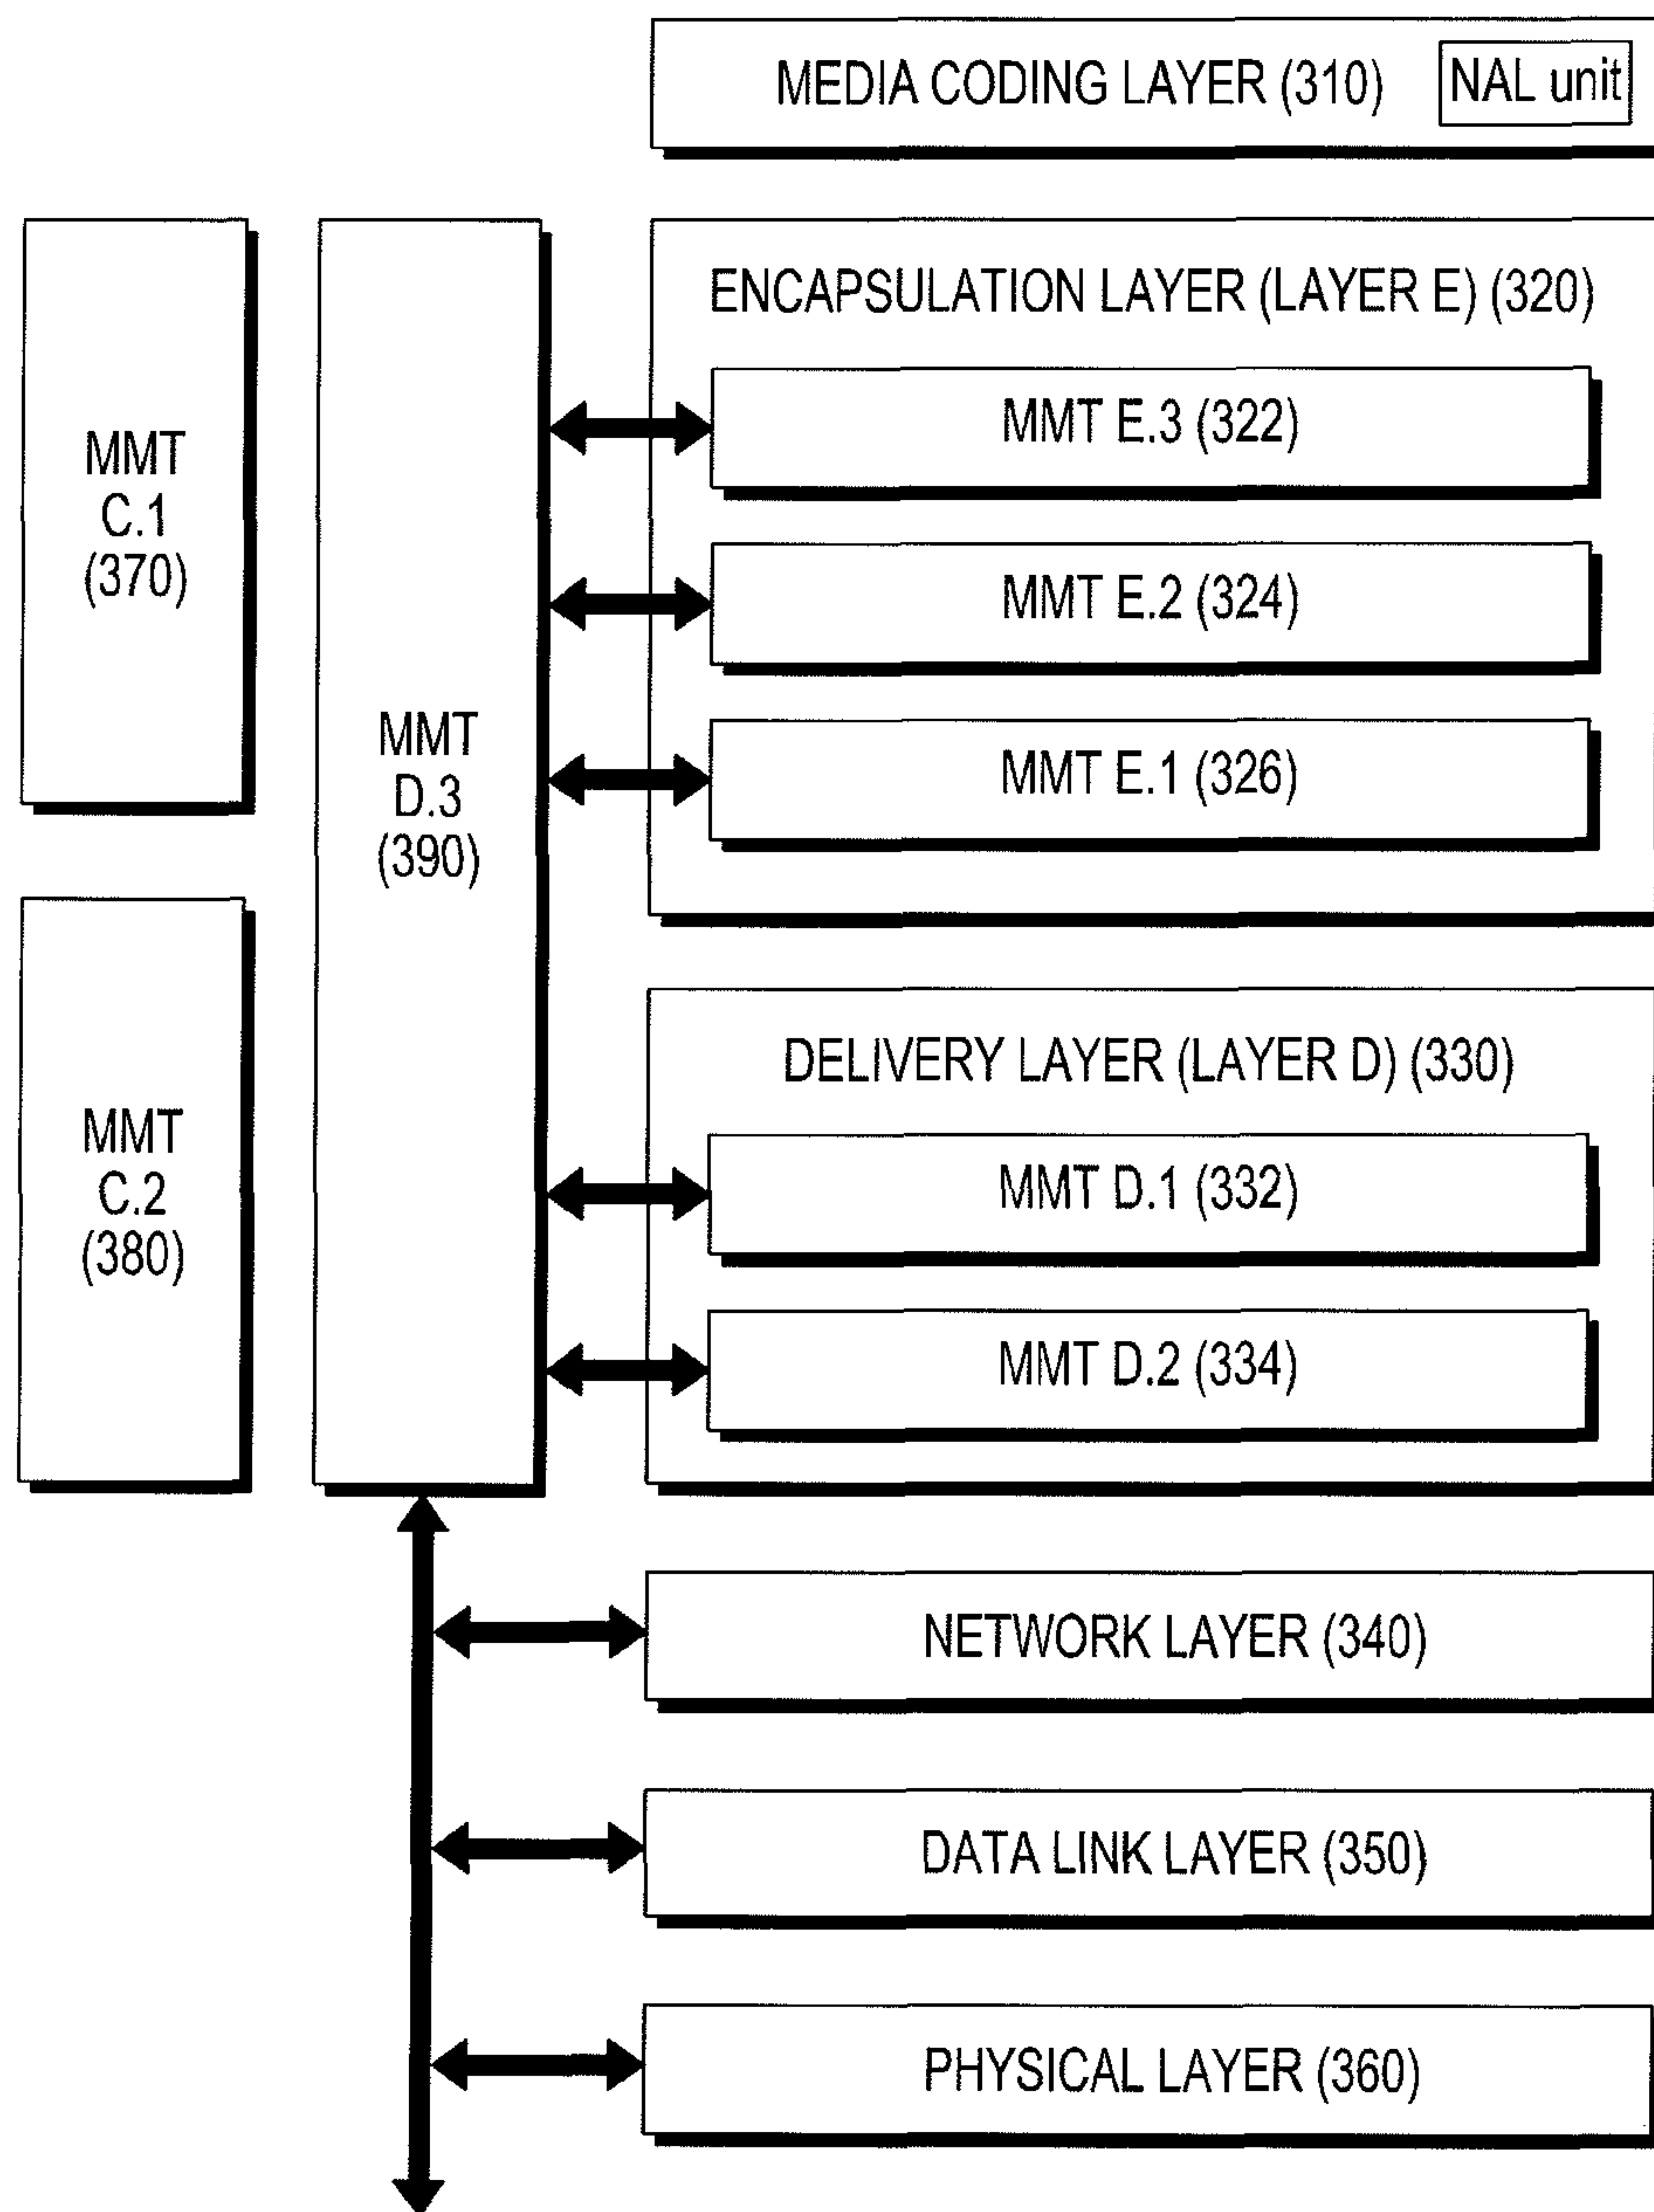 MEDIA CODING LAYER (310)
NAL unit
MMT
C.1
(370)
MMT
D.3
(390)
ENCAPSULATION LAYER (LAYER E) (320)
MMT E.3 (322)
MMT E.2 (324)
MMT E.1 (326)
MMT
C.2
(380)
DELIVERY LAYER (LAYER D) (330)
MMT D.1 (332)
MMT D.2 (334)
NETWORK LAYER (340)
DATA LINK LAYER (350)
PHYSICAL LAYER (360)